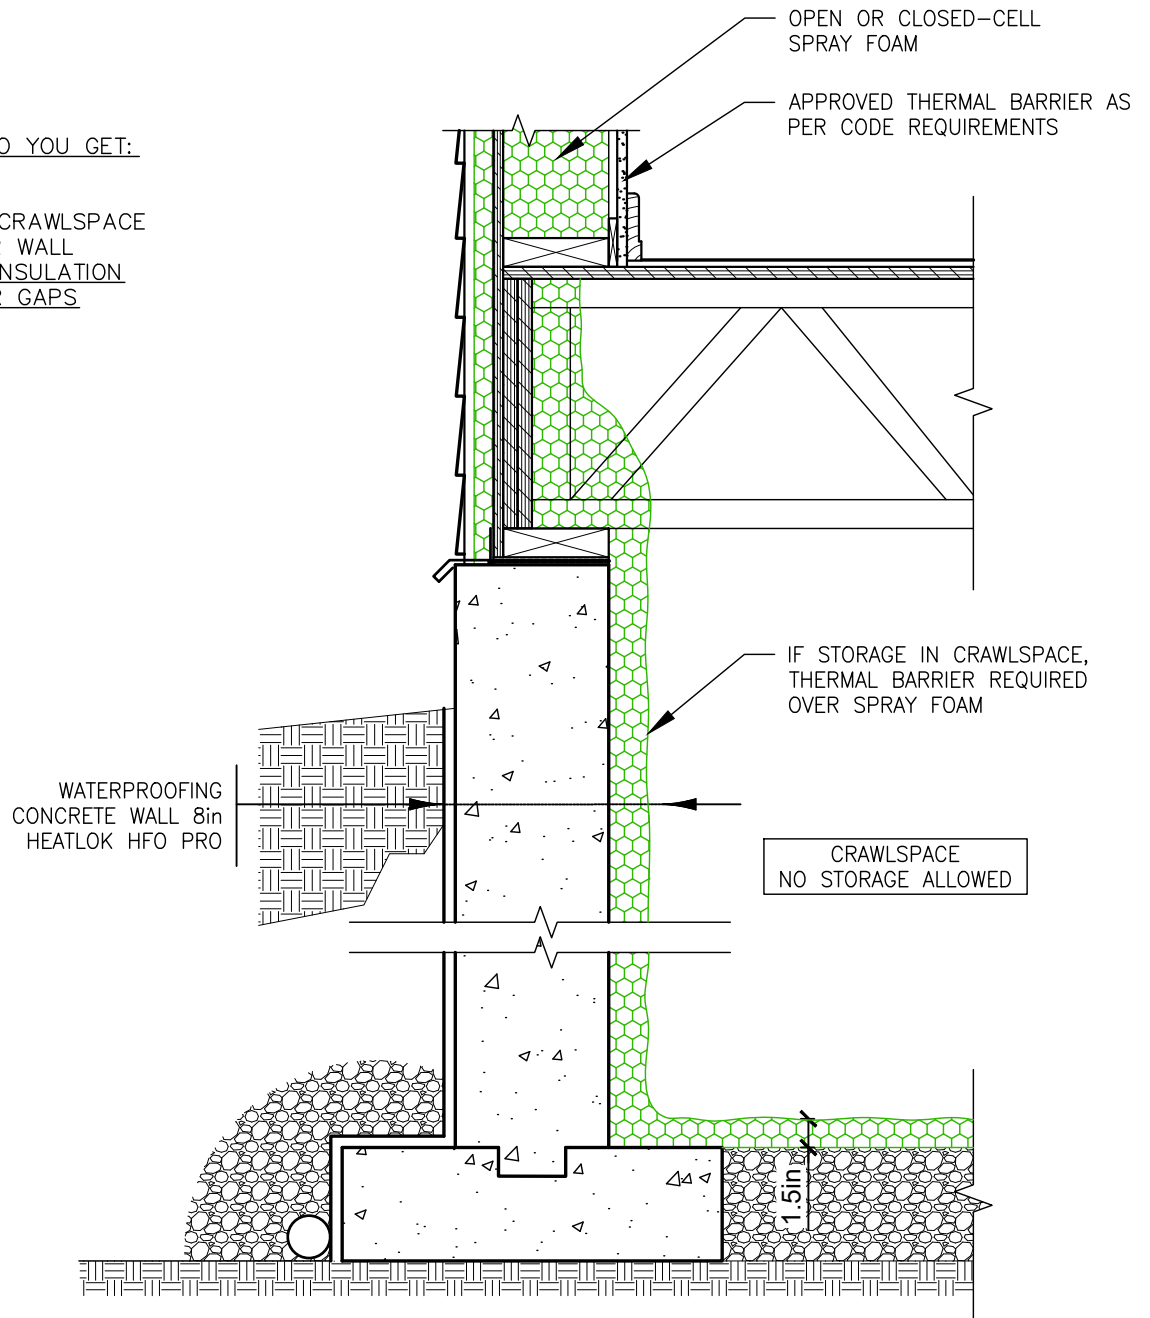 OPEN OR CLOSED-CELL
SPRAY FOAM
APPROVED THERMAL BARRIER AS
PER CODE REQUIREMENTS
O YOU GET:
CRAWLSPACE
WALL
NSULATION
GAPS
IF STORAGE IN CRAWLSPACE,
THERMAL BARRIER REQUIRED
OVER SPRAY FOAM
WATERPROOFING
CONCRETE WALL 8in
HEATLOK HFO PRO
CRAWLSPACE
NO STORAGE ALLOWED
1.5in